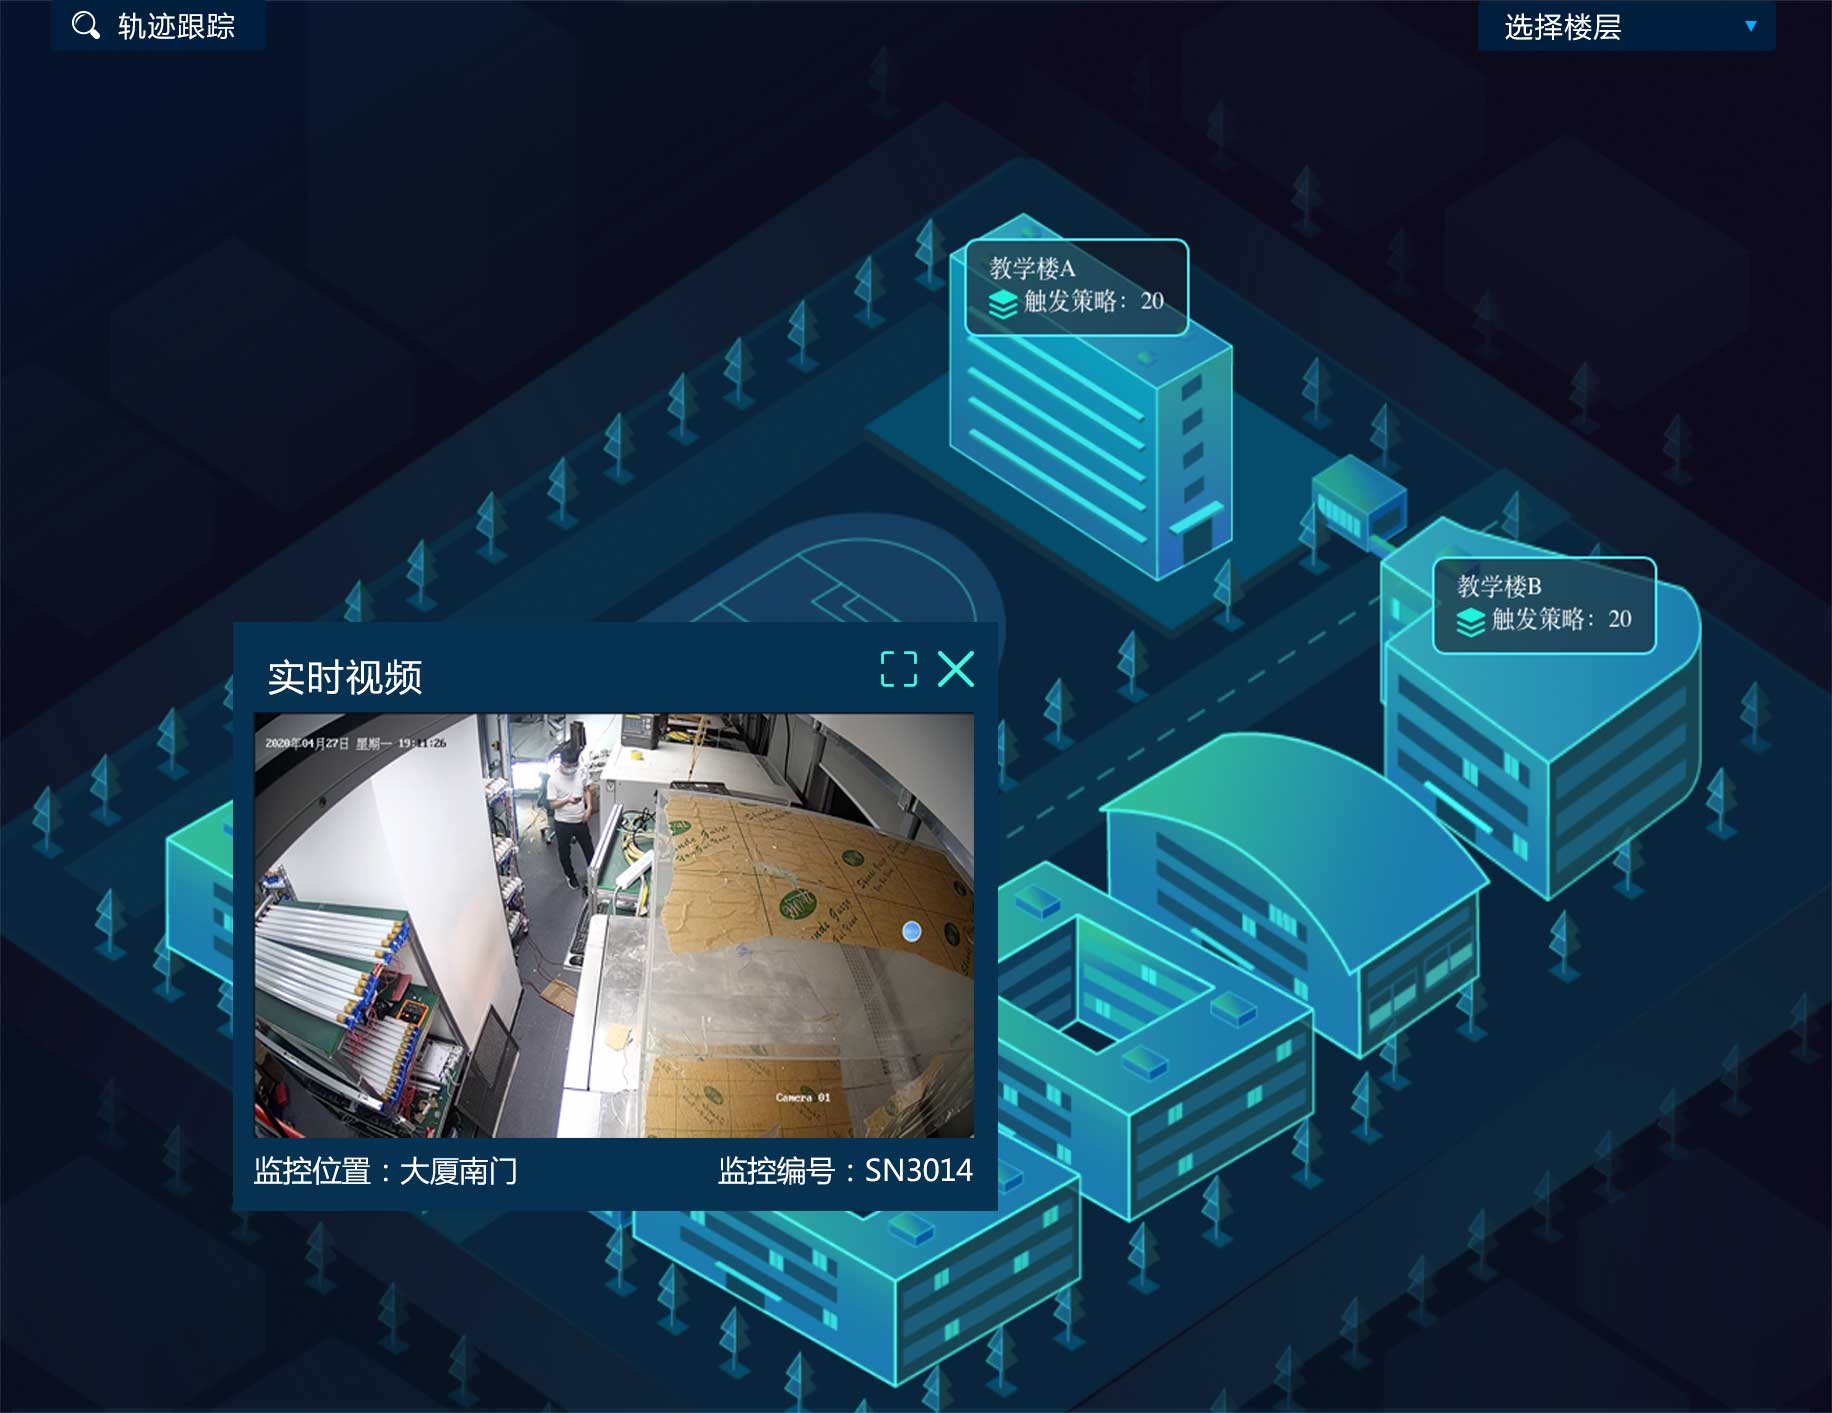 轨迹跟踪
选择楼层
教学楼A
触发策略：20
教学楼B
触发策略：20
实时视频
2020年04月27日 星期一 19:11:26
Camera 01
监控位置：大厦南门
监控编号：SN3014